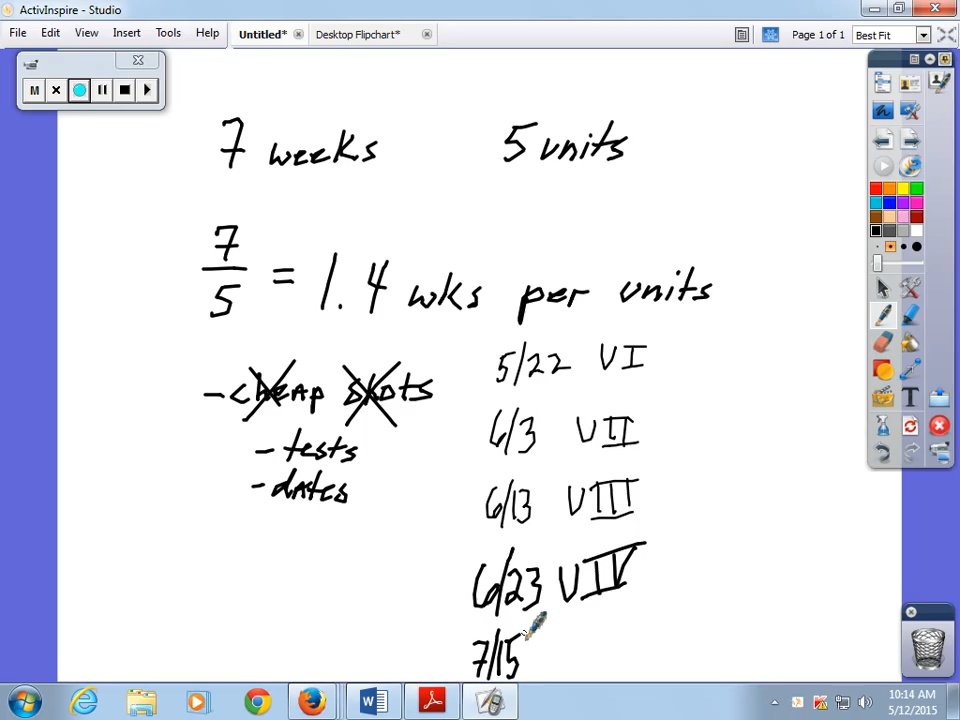 ActivInspire - Studio
File Edit View Insert Tools Help Untitled* Desktop Flipchart* Page 1 of 1 Best Fit
M
7 weeks 5 units
7
5
= 1.4 wks per units
- cheap shots
- tests
- dates
5/22 VI
6/3 VII
6/13 VIII
6/23 VIV
7/15
T
W
10:14 AM
5/12/2015